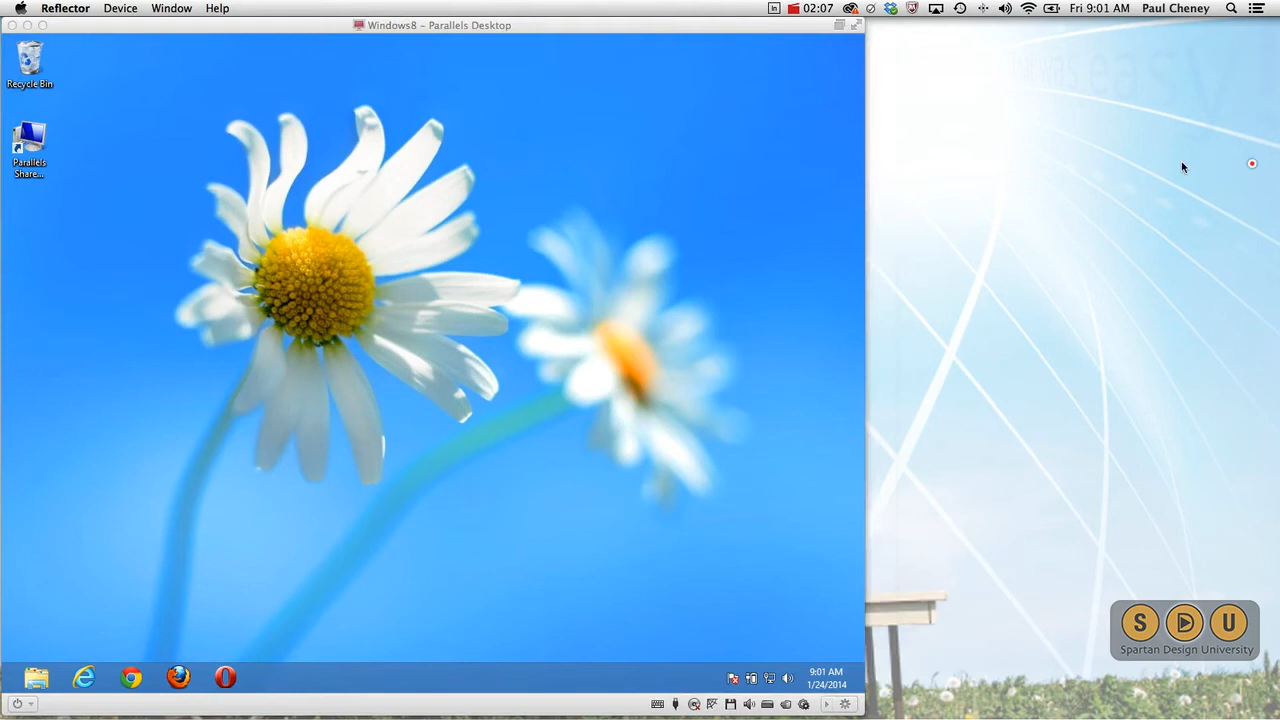 Reflector Device Window Help 02:07 Fri 9:01 AM Paul Cheney
Windows8 - Parallels Desktop
Recycle Bin
Parallels
Share...
S D U
Spartan Design University
9:01 AM
1/24/2014